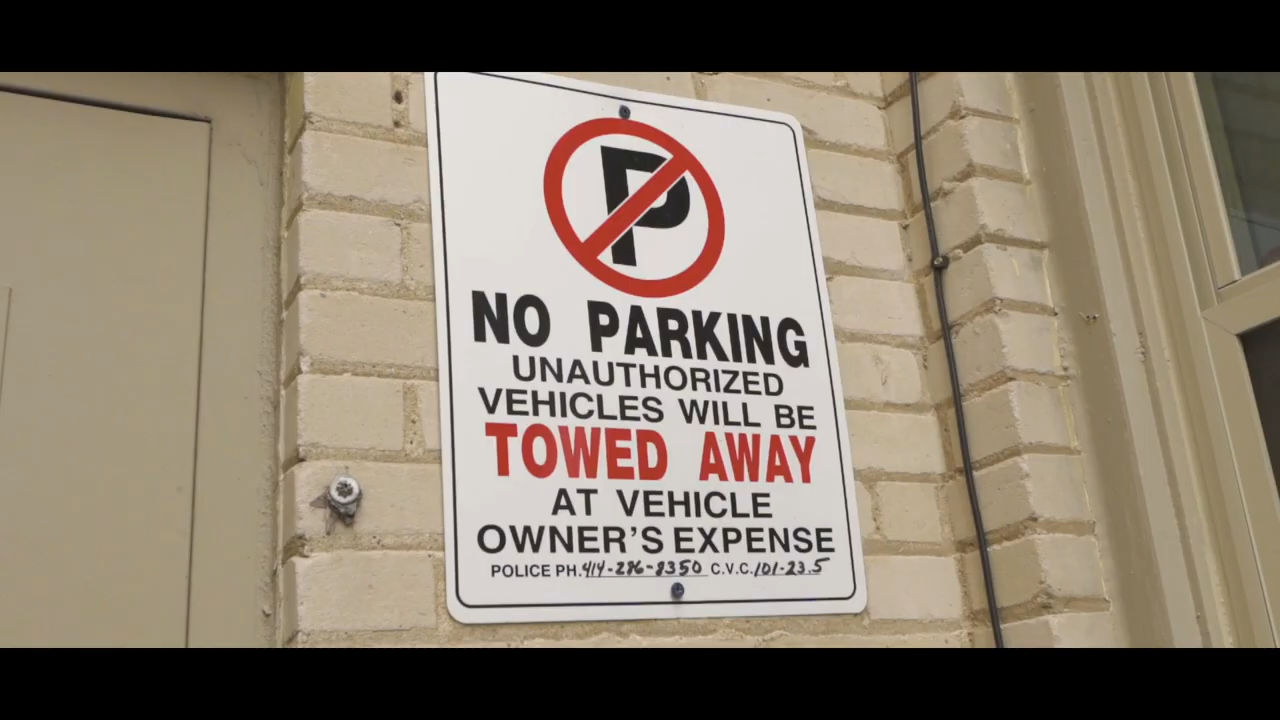 P
NO PARKING
UNAUTHORIZED
VEHICLES WILL BE
TOWED AWAY
AT VEHICLE
OWNER'S EXPENSE
POLICE PH. 414-286-8350 C.V.C. 101-23.5